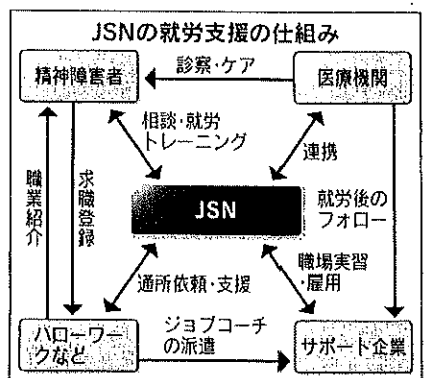 JSNの就労支援の仕組み
精神障害者
診察・ケア
医療機関
相談・就労
トレーニング
連携
職業紹介
求職登録
JSN
就労後の
フォロー
通所依頼・支援
職場実習
・雇用
ハローワー
クなど
ジョブコーチ
の派遣
サポート企業